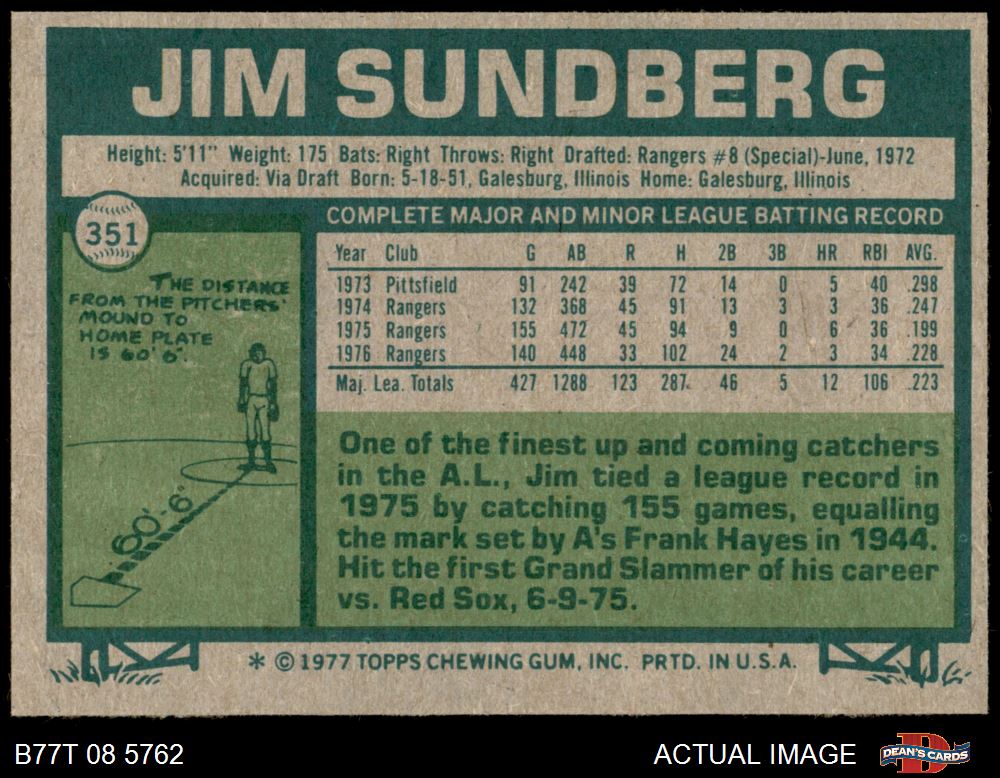 JIM SUNDBERG
Height: 5'11" Weight: 175 Bats: Right Throws: Right Drafted: Rangers #8 (Special)-June, 1972
Acquired: Via Draft Born: 5-18-51, Galesburg, Illinois Home: Galesburg, Illinois
351
THE DISTANCE
FROM THE PITCHERS'
MOUND TO
HOME PLATE
IS 60' 6".
60'-6"
COMPLETE MAJOR AND MINOR LEAGUE BATTING RECORD
Year Club G AB R H 2B 3B HR RBI AVG.
1973 Pittsfield 91 242 39 72 14 0 5 40 .298
1974 Rangers 132 368 45 91 13 3 3 36 .247
1975 Rangers 155 472 45 94 9 0 6 36 .199
1976 Rangers 140 448 33 102 24 2 3 34 .228
Maj. Lea. Totals 427 1288 123 287 46 5 12 106 .223
One of the finest up and coming catchers
in the A.L., Jim tied a league record in
1975 by catching 155 games, equalling
the mark set by A's Frank Hayes in 1944.
Hit the first Grand Slammer of his career
vs. Red Sox, 6-9-75.
* © 1977 TOPPS CHEWING GUM, INC. PRTD. IN U.S.A.
B77T 08 5762
ACTUAL IMAGE
DEAN'S CARDS